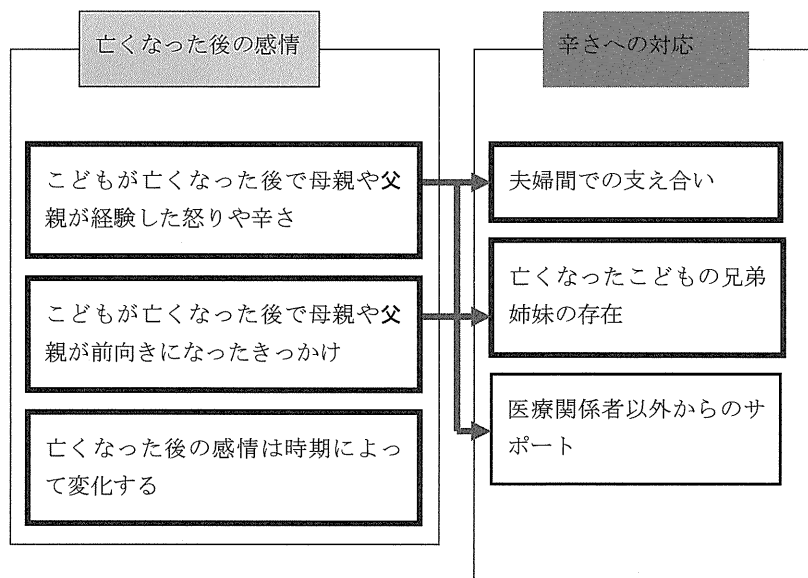 亡くなった後の感情
こどもが亡くなった後で母親や父
親が経験した怒りや辛さ
こどもが亡くなった後で母親や父
親が前向きになったきっかけ
亡くなった後の感情は時期によっ
て変化する
辛さへの対応
夫婦間での支え合い
亡くなったこどもの兄弟
姉妹の存在
医療関係者以外からのサ
ポート